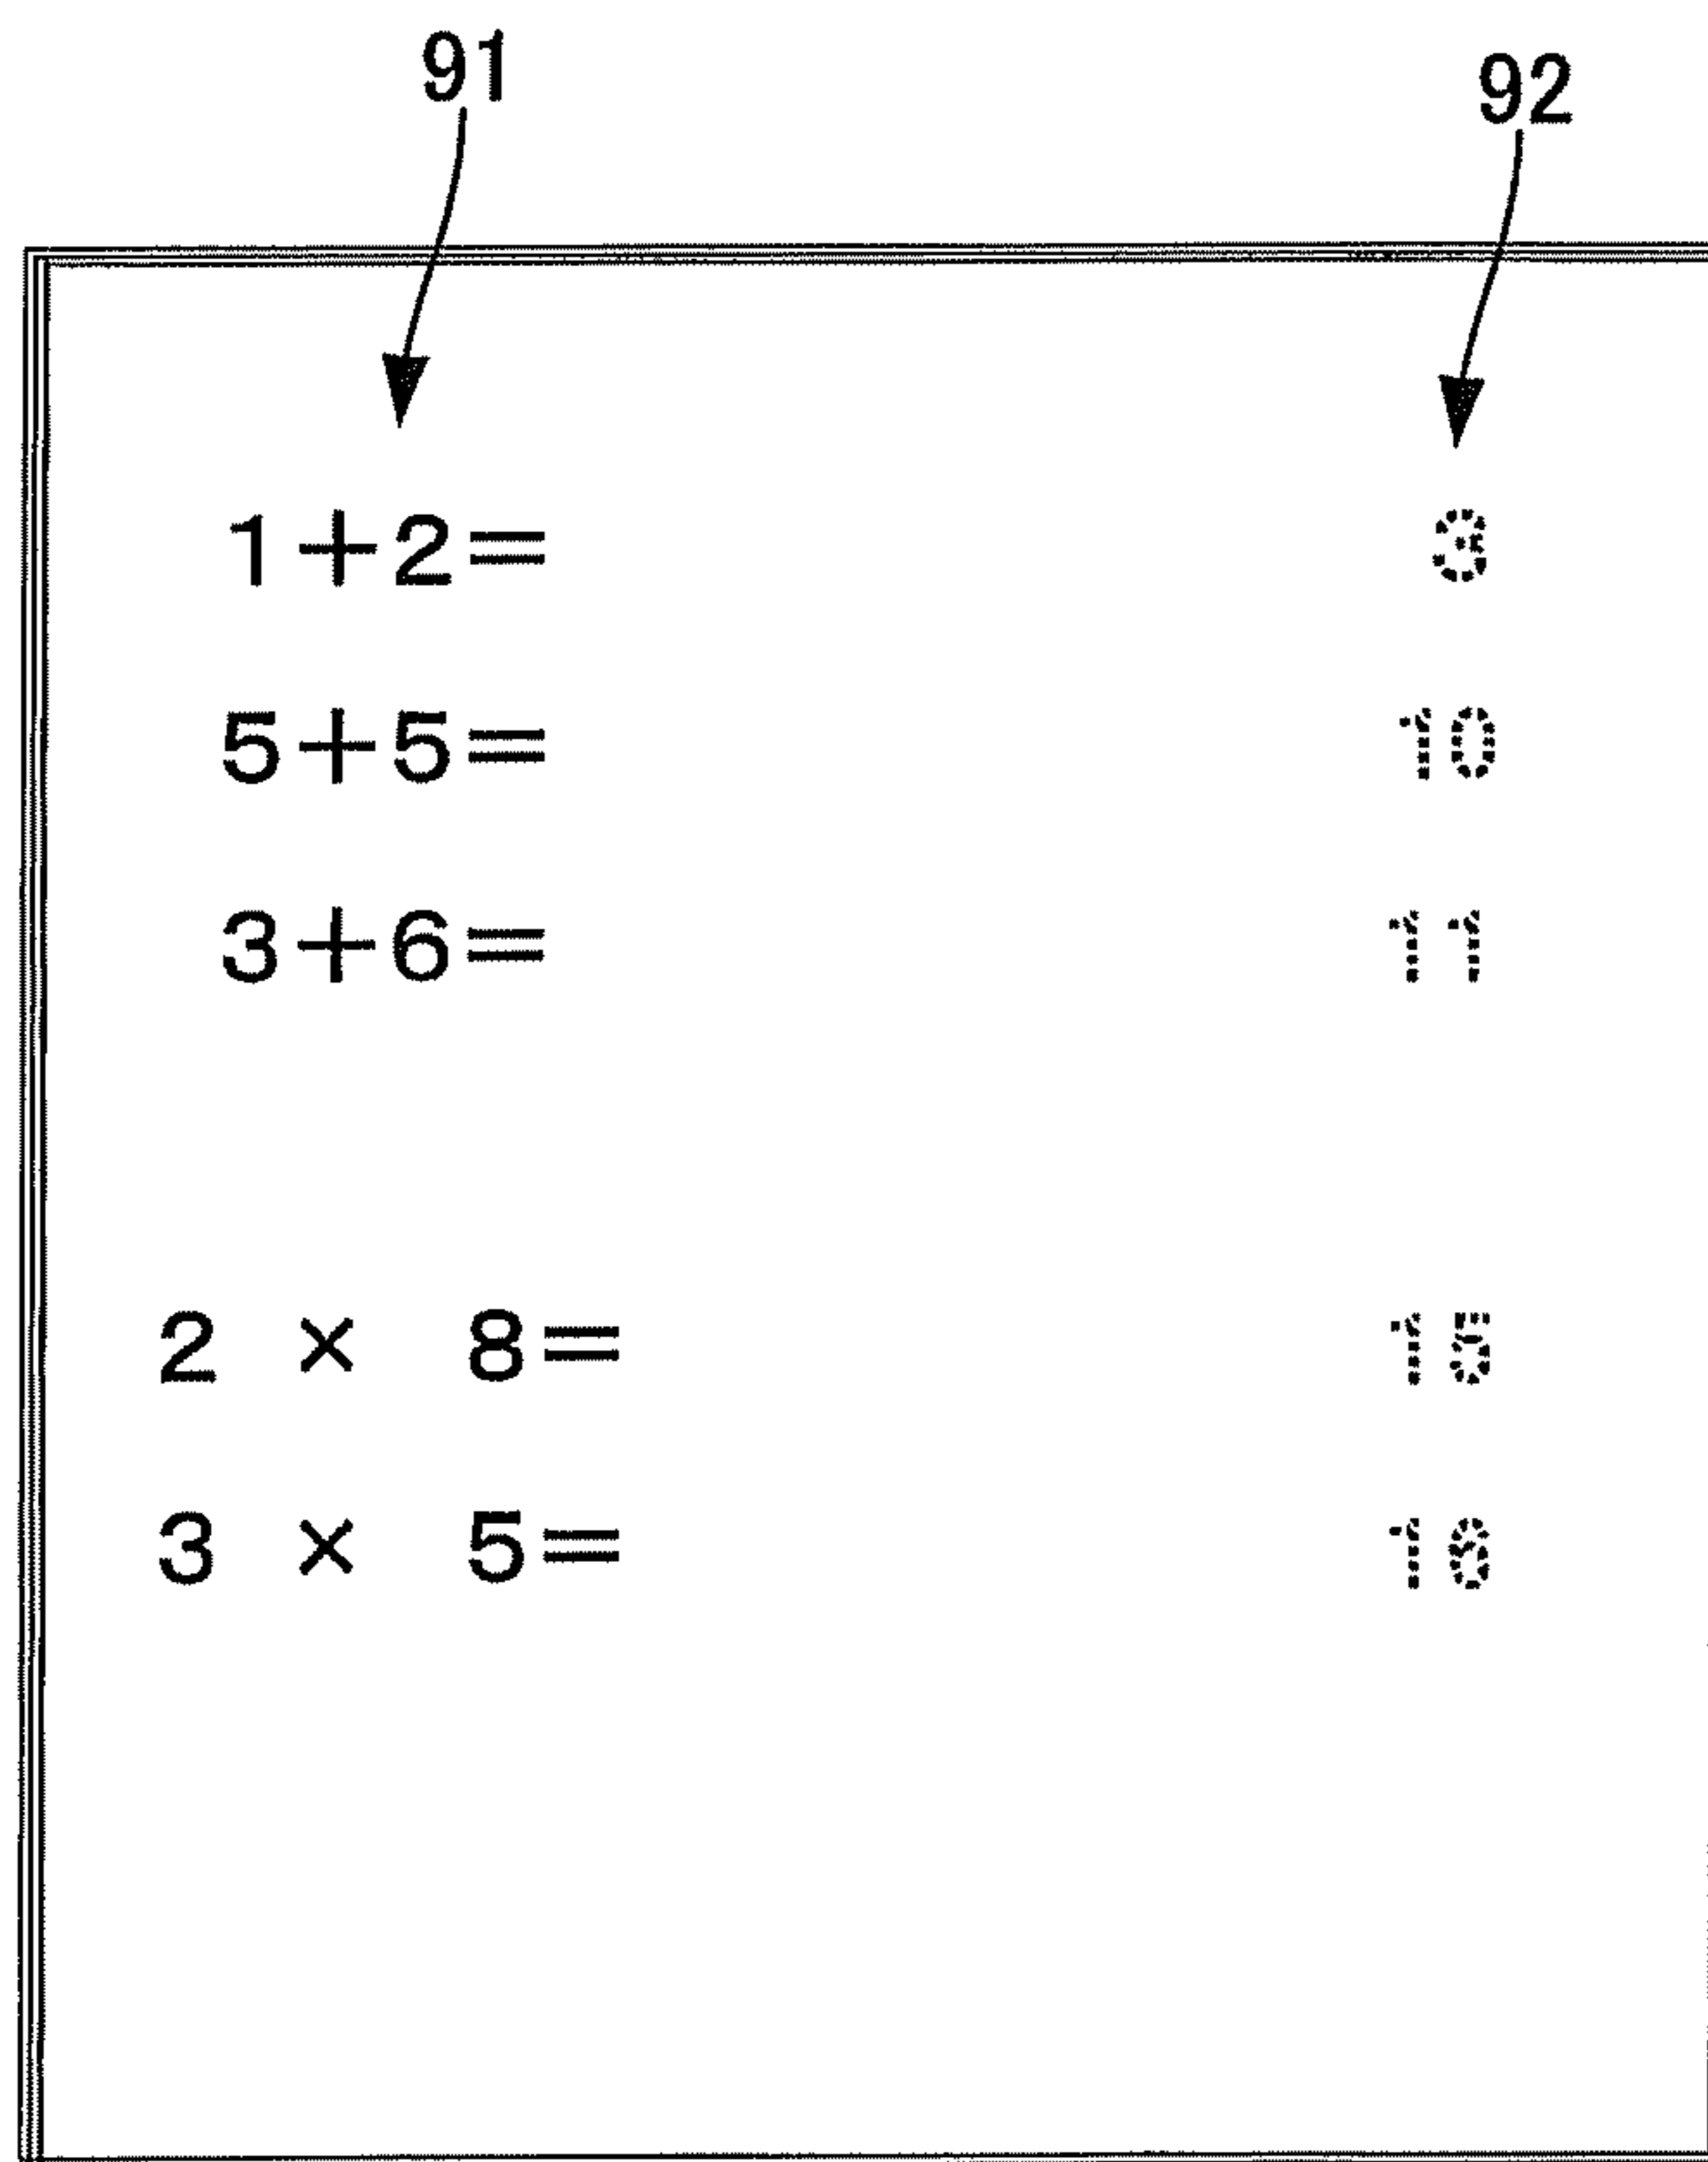 91 92
1+2= 3
5+5= 10
3+6= 11
2 × 8= 15
3 × 5= 16